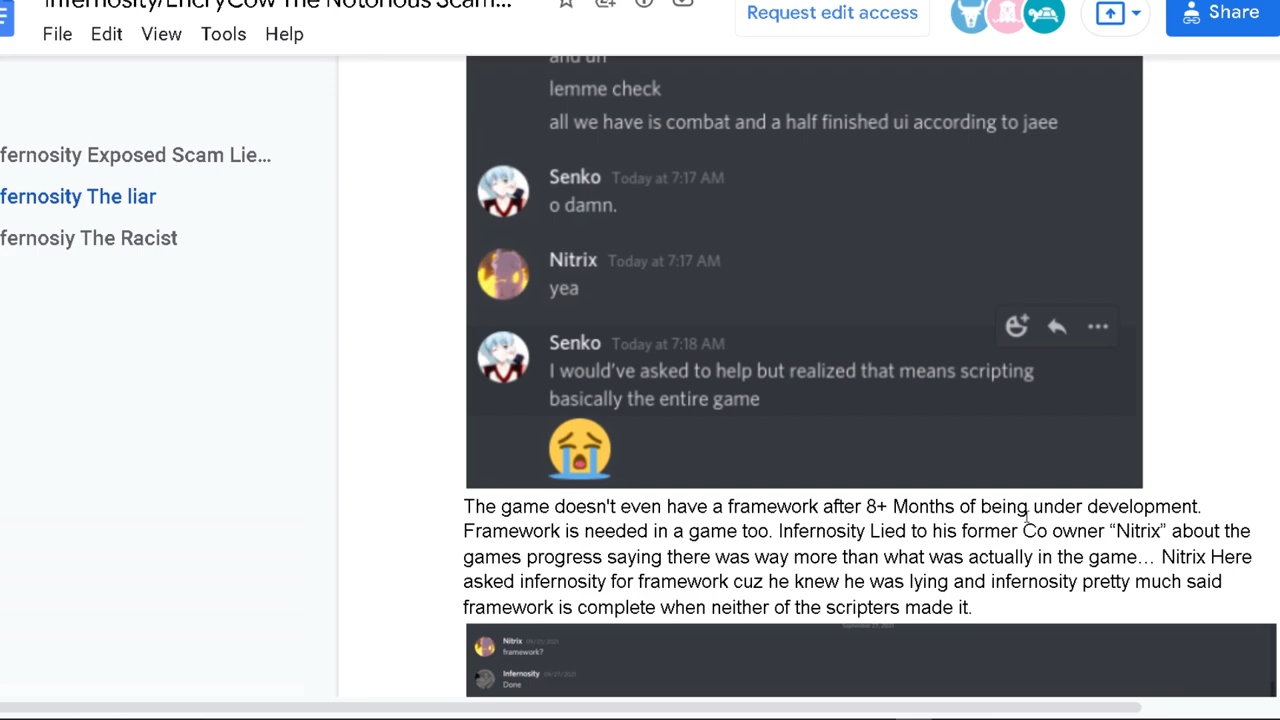 Infernosity/EncryCow The Notorious Scam...
File Edit View Tools Help
Request edit access
Share
fernosity Exposed Scam Lie...
fernosity The liar
fernosiy The Racist
and uh
lemme check
all we have is combat and a half finished ui according to jaee
Senko Today at 7:17 AM
o damn.
Nitrix Today at 7:17 AM
yea
Senko Today at 7:18 AM
I would've asked to help but realized that means scripting
basically the entire game
The game doesn't even have a framework after 8+ Months of being under development.
Framework is needed in a game too. Infernosity Lied to his former Co owner “Nitrix” about the
games progress saying there was way more than what was actually in the game… Nitrix Here
asked infernosity for framework cuz he knew he was lying and infernosity pretty much said
framework is complete when neither of the scripters made it.
Nitrix
framework?
Infernosity
Done